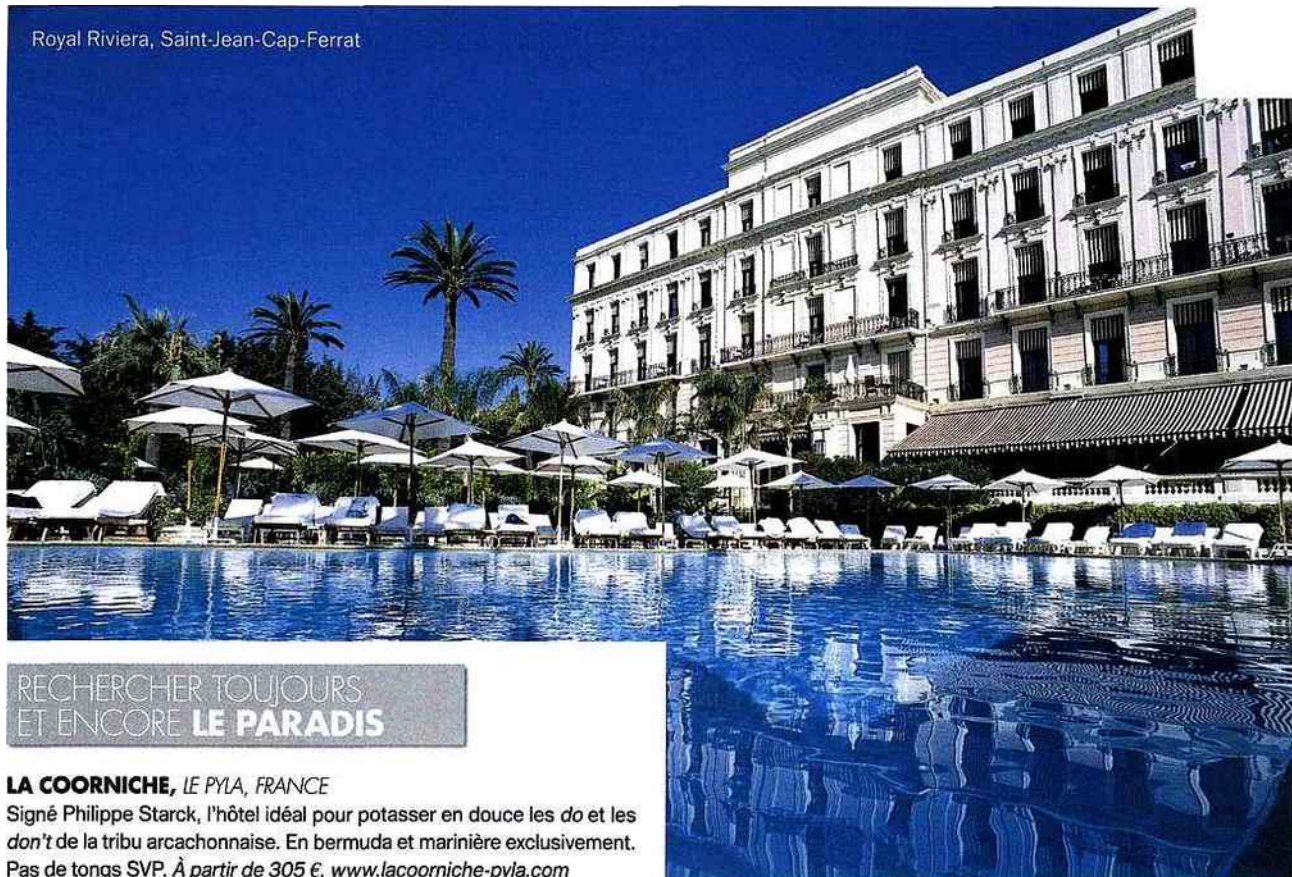 Royal Riviera, Saint-Jean-Cap-Ferrat
RECHERCHER TOUJOURS
ET ENCORE LE PARADIS
LA COORNICHE, LE PYLA, FRANCE
Signé Philippe Starck, l'hôtel idéal pour potasser en douce les do et les
don't de la tribu arcachonnaise. En bermuda et marinière exclusivement.
Pas de tongs SVP. À partir de 305 €. www.lacoorniche-pyla.com